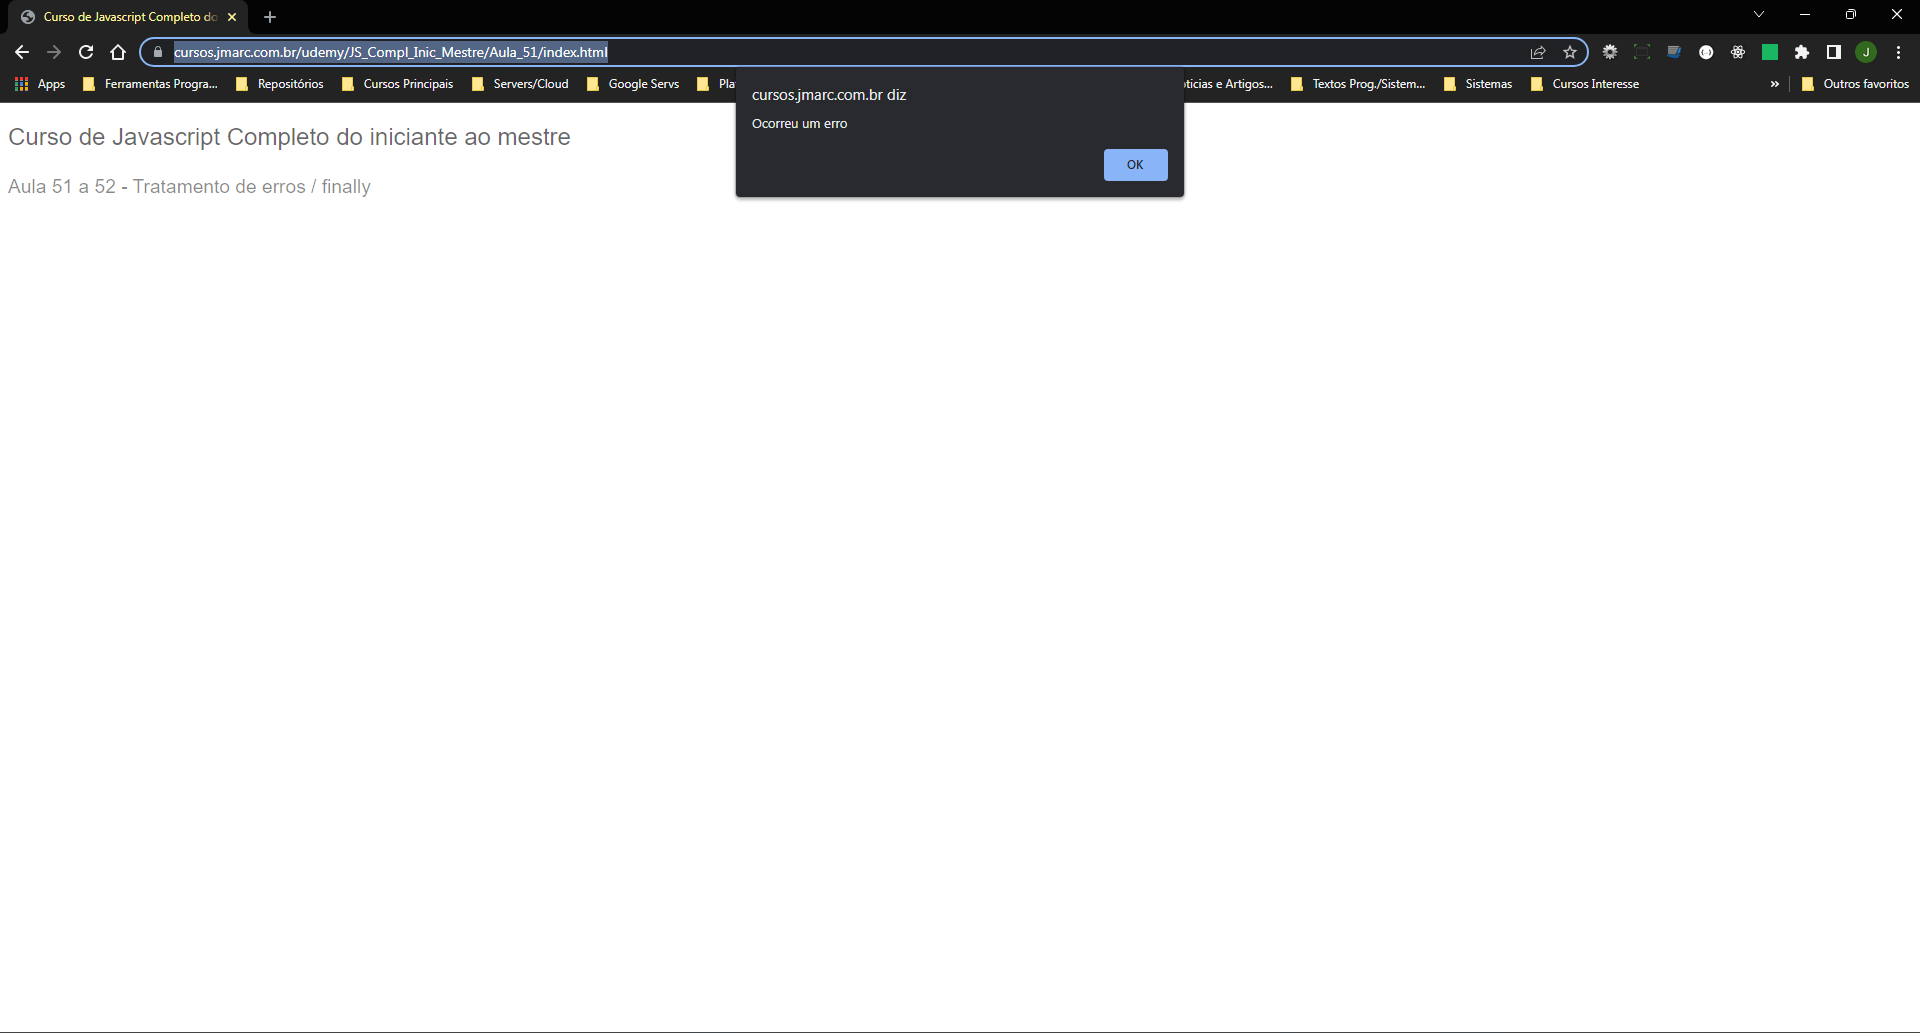 Curso de Javascript Completo do
cursos.jmarc.com.br/udemy/JS_Compl_Inic_Mestre/Aula_51/index.html
J
Apps Ferramentas Progra... Repositórios Cursos Principais Servers/Cloud Google Servs Textos Prog./Sistem... Sistemas Cursos Interesse » Outros favoritos
e Artigos...
cursos.jmarc.com.br diz
Ocorreu um erro
OK
Curso de Javascript Completo do iniciante ao mestre
Aula 51 a 52 - Tratamento de erros / finally